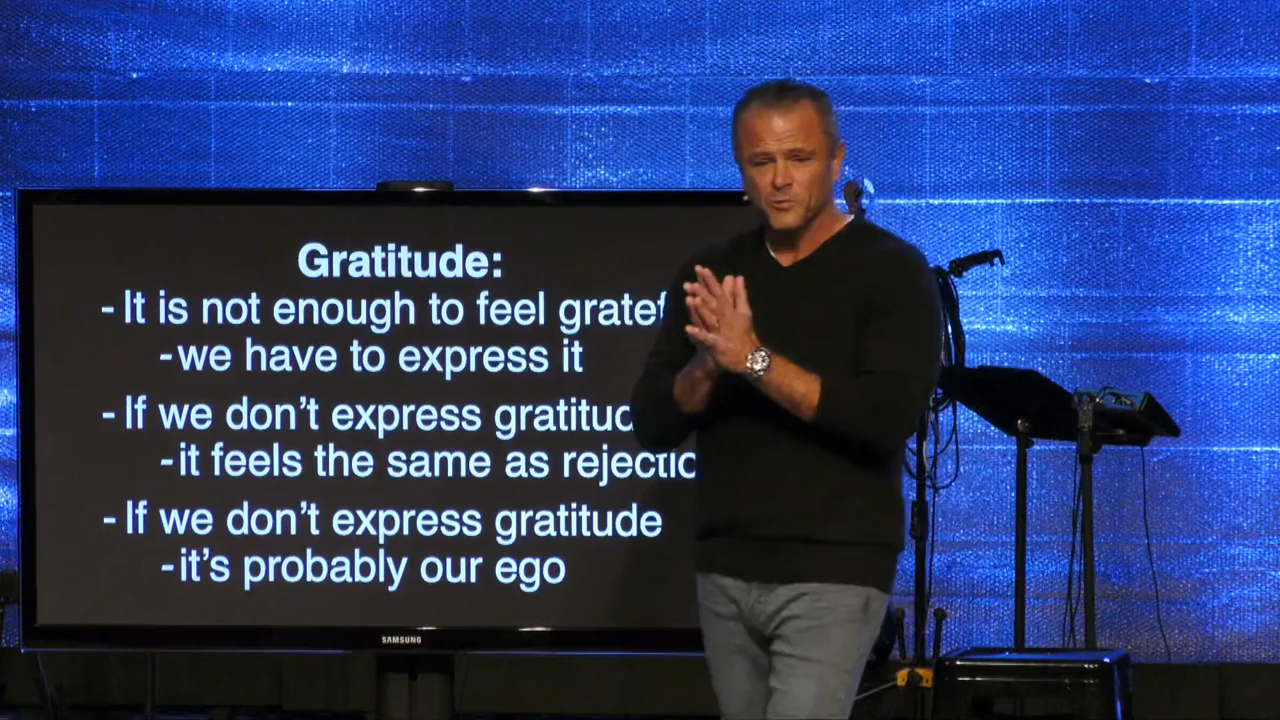 Gratitude:
- It is not enough to feel
- we have to express it
- If we don't express
- it feels the same as
- If we don't express gratitude
- it's probably our ego
SAMSUNG